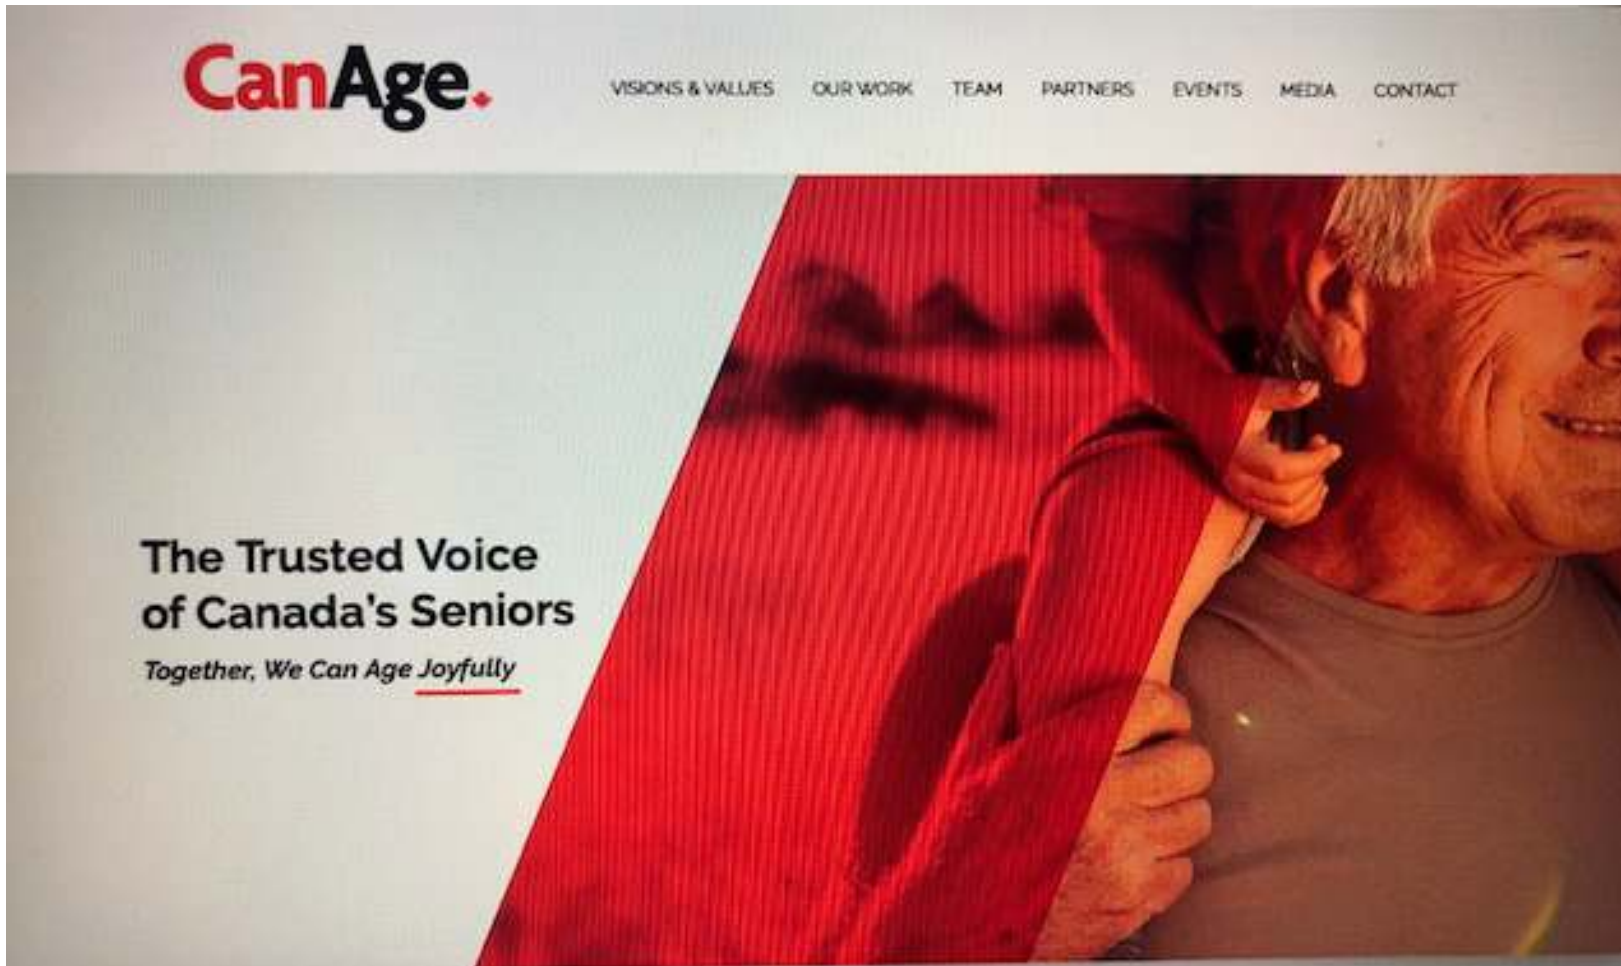 CanAge.
VISIONS & VALUES OUR WORK TEAM PARTNERS EVENTS MEDIA CONTACT
The Trusted Voice
of Canada's Seniors
Together, We Can Age Joyfully